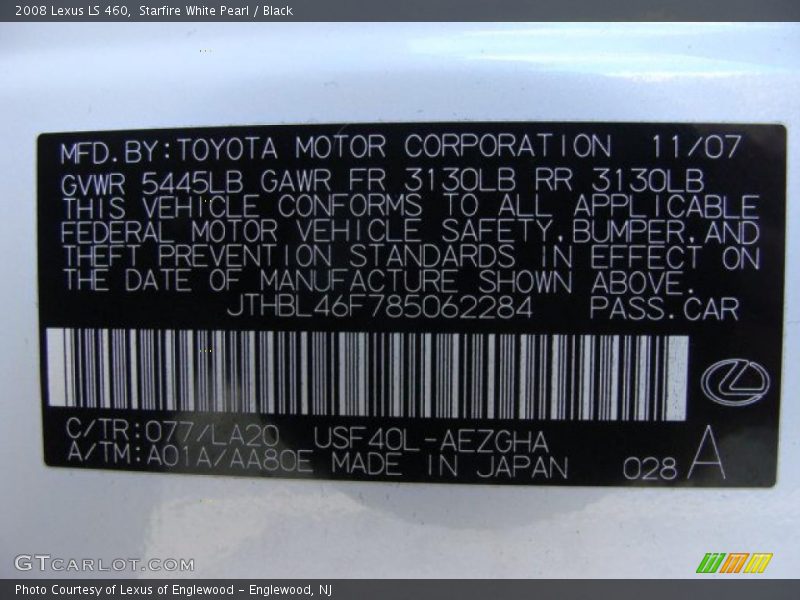 2008 Lexus LS 460, Starfire White Pearl / Black
MFD.BY:TOYOTA MOTOR CORPORATION 11/07
GVWR 5445LB GAWR FR 3130LB RR 3130LB
THIS VEHICLE CONFORMS TO ALL APPLICABLE
FEDERAL MOTOR VEHICLE SAFETY,BUMPER,AND
THEFT PREVENTION STANDARDS IN EFFECT ON
THE DATE OF MANUFACTURE SHOWN ABOVE.
JTHBL46F785062284 PASS.CAR
C/TR:077/LA20 USF40L-AEZGHA
A/TM:A01A/AA80E MADE IN JAPAN 028 A
GTCARLOT.COM
Photo Courtesy of Lexus of Englewood - Englewood, NJ